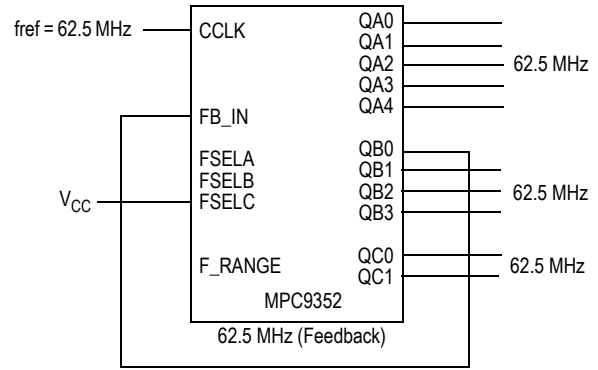 fref = 62.5 MHz
CCLK
QA0
QA1
QA2
QA3
QA4
62.5 MHz
FB_IN
QB0
QB1
QB2
QB3
62.5 MHz
FSELA
FSELB
FSELC
VCC
F_RANGE
QC0
QC1
62.5 MHz
MPC9352
62.5 MHz (Feedback)